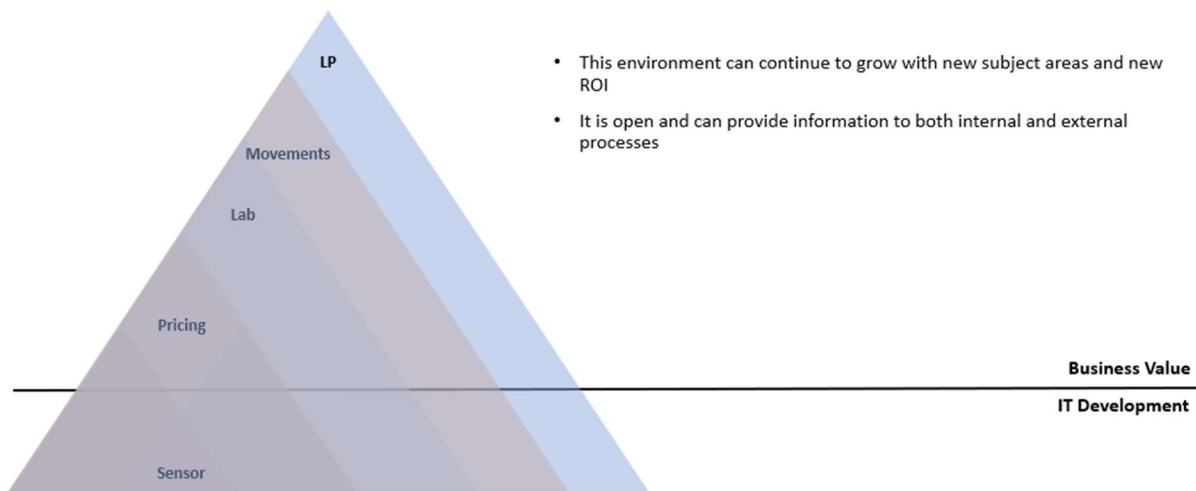 LP
• This environment can continue to grow with new subject areas and new
ROI
• It is open and can provide information to both internal and external
processes
Movements
Lab
Pricing
Business Value
IT Development
Sensor